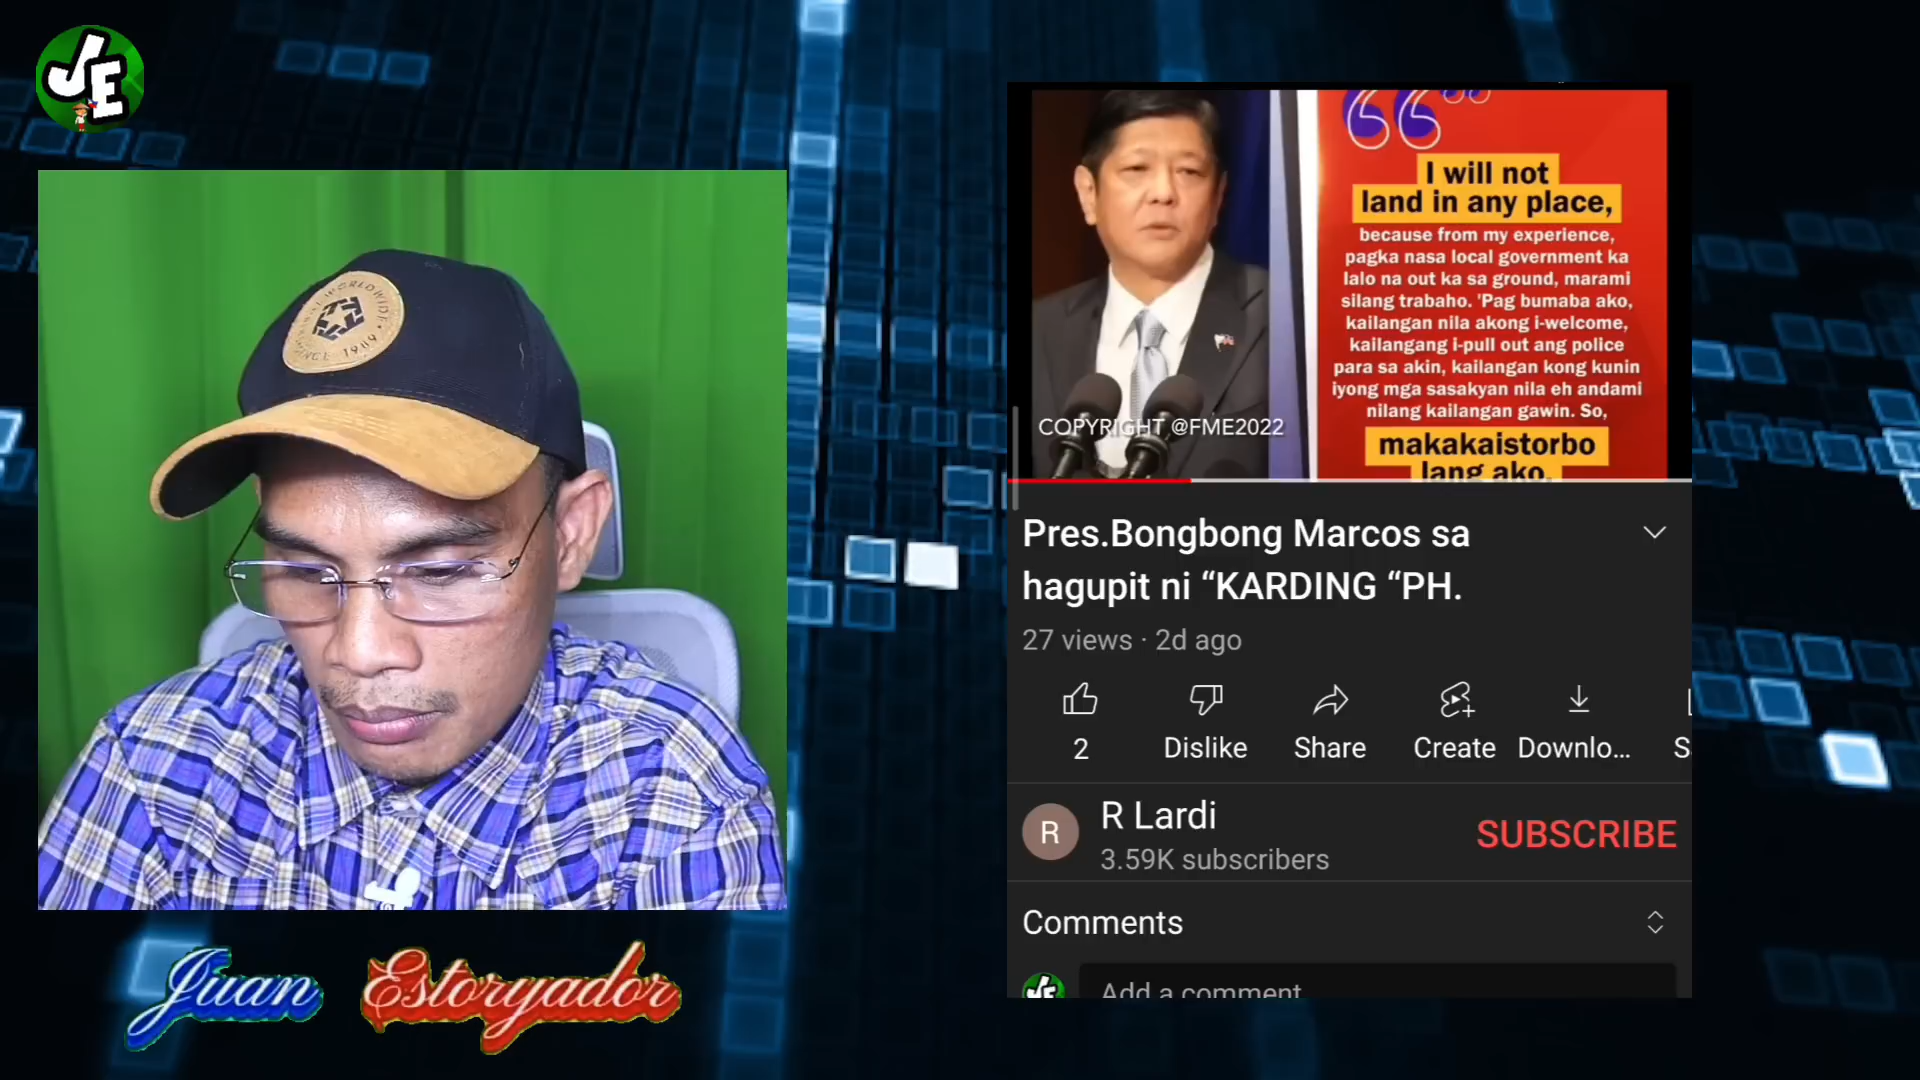 JE
WORLDWIDE
SINCE 1989
Juan Estoryador
I will not
land in any place,
because from my experience,
pagka nasa local government ka
lalo na out ka sa ground, marami
silang trabaho. 'Pag bumaba ako,
kailangan nila akong i-welcome,
kailangang i-pull out ang police
para sa akin, kailangan kong kunin
iyong mga sasakyan nila eh andami
nilang kailangan gawin. So,
makakaistorbo
lang ako.
COPYRIGHT @FME2022
Pres.Bongbong Marcos sa
hagupit ni “KARDING “PH.
27 views · 2d ago
2 Dislike Share Create Downlo... S
R R Lardi
3.59K subscribers
SUBSCRIBE
Comments
JE Add a comment